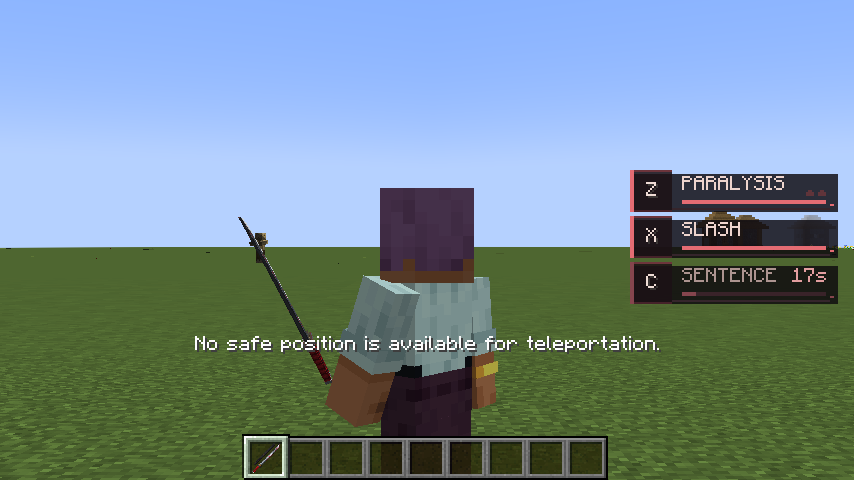 Z PARALYSIS
X SLASH
C SENTENCE 17s
No safe position is available for teleportation.